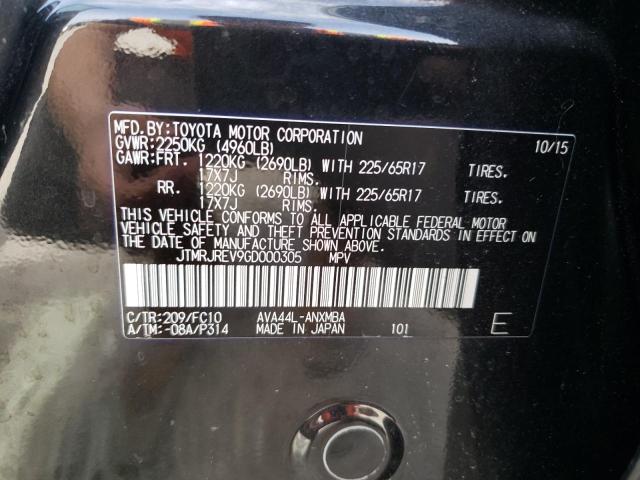 MFD.BY:TOYOTA MOTOR CORPORATION 10/15
GVWR:2250KG (4960LB)
GAWR:FRT. 1220KG (2690LB) WITH 225/65R17 TIRES.
17X7J RIMS.
RR. 1220KG (2690LB) WITH 225/65R17 TIRES.
17X7J RIMS.
THIS VEHICLE CONFORMS TO ALL APPLICABLE FEDERAL MOTOR
VEHICLE SAFETY AND THEFT PREVENTION STANDARDS IN EFFECT ON
THE DATE OF MANUFACTURE SHOWN ABOVE.
JTMRJREV9GD000305 MPV
C/TR:209/FC10 AVA44L-ANXMBA
A/TM:-08A/P314 MADE IN JAPAN 101 E